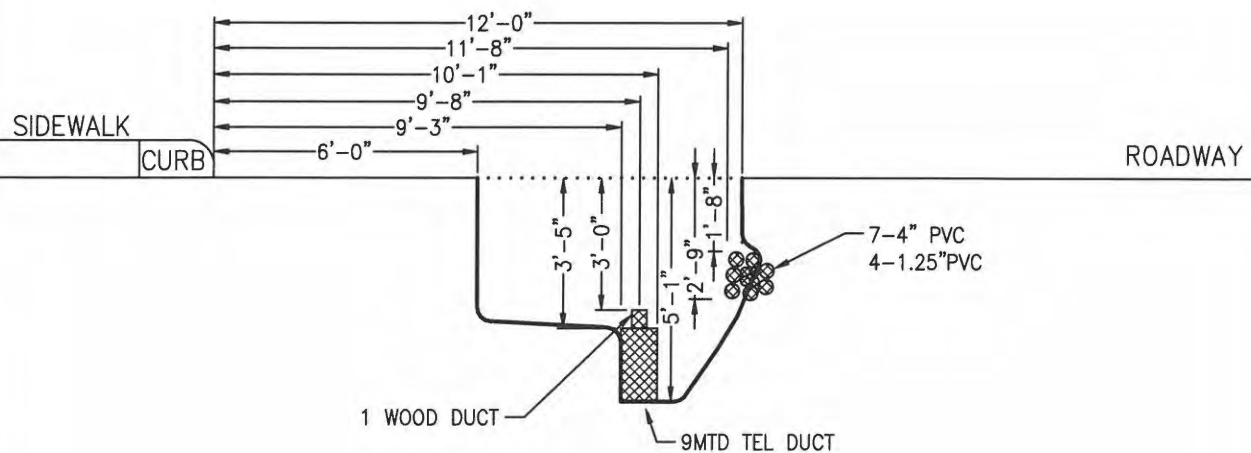 12'-0"
11'-8"
10'-1"
9'-8"
9'-3"
6'-0"
SIDEWALK
CURB
ROADWAY
3'-5"
3'-0"
5'-1"
2'-9"
1'-8"
7-4" PVC
4-1.25"PVC
1 WOOD DUCT
9MTD TEL DUCT